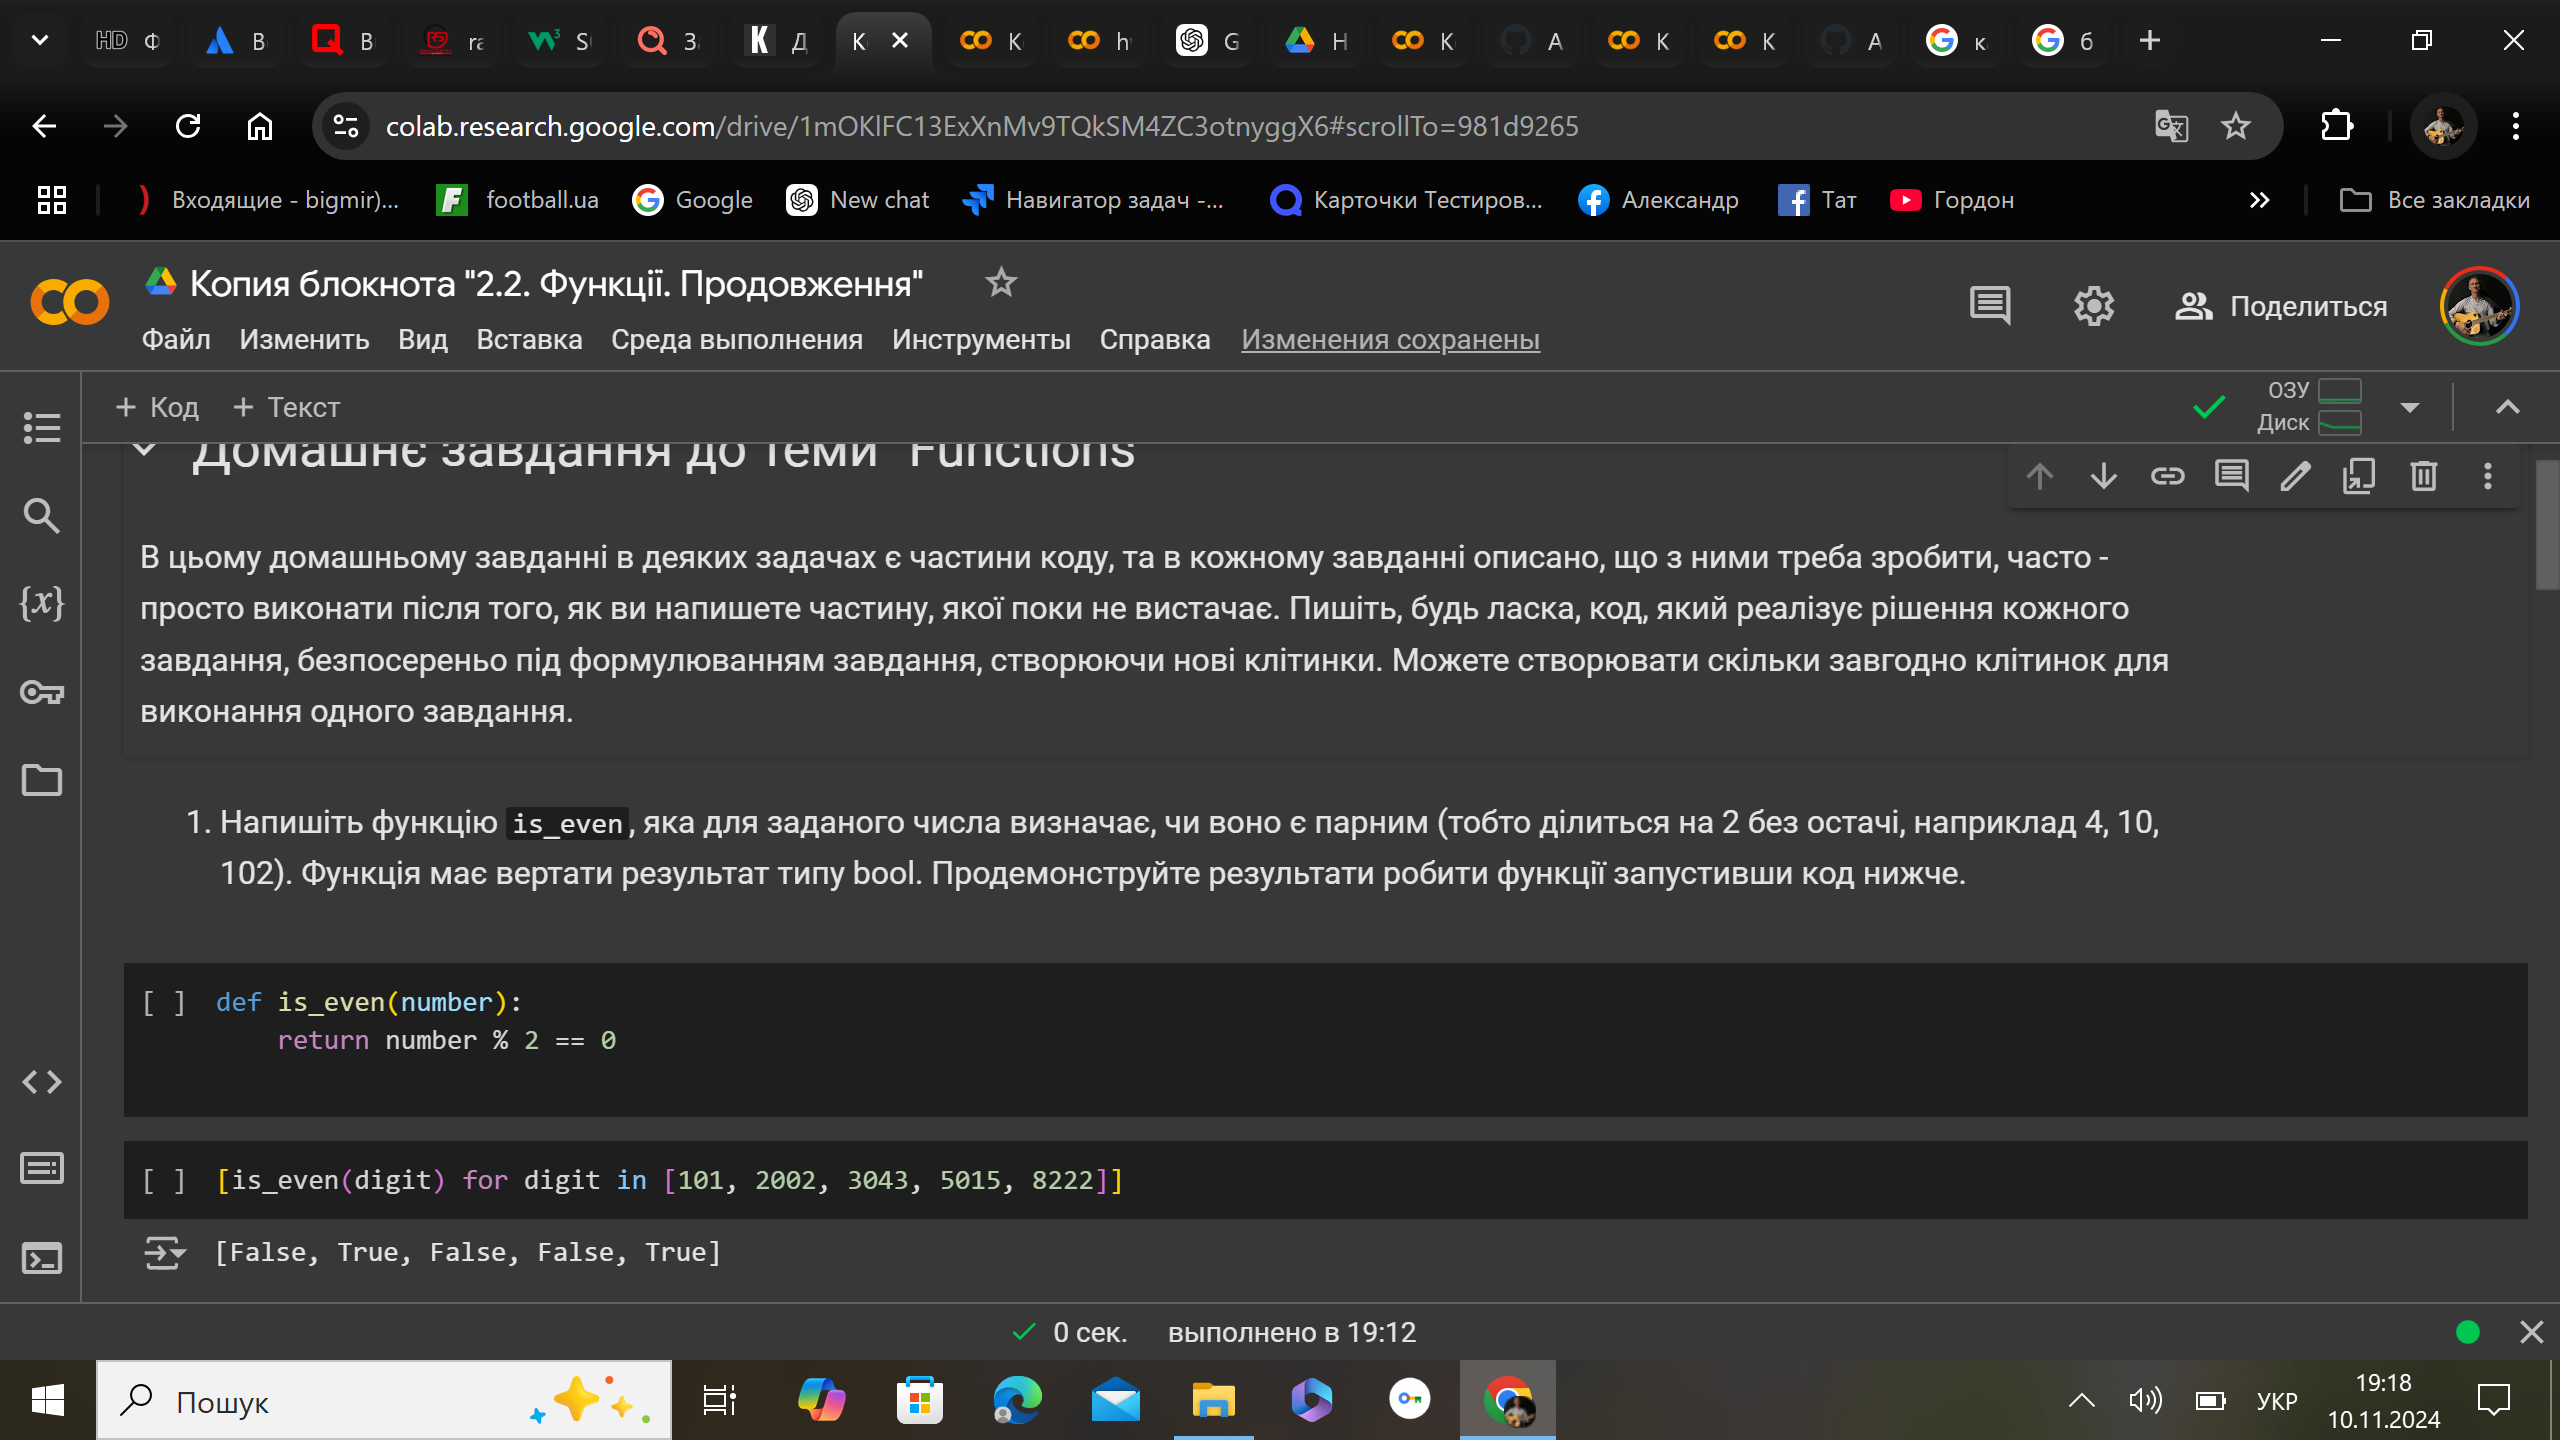 HD Ф
В
В
ra
S
З
Д
К
К
h
G
Н
К
А
К
К
А
к
б
colab.research.google.com/drive/1mOKlFC13ExXnMv9TQkSM4ZC3otnyggX6#scrollTo=981d9265
Входящие - bigmir)...
football.ua
Google
New chat
Навигатор задач -...
Карточки Тестиров...
Александр
Тат
Гордон
Все закладки
Копия блокнота "2.2. Функції. Продовження"
Файл Изменить Вид Вставка Среда выполнения Инструменты Справка Изменения сохранены
Поделиться
+ Код + Текст
ОЗУ
Диск
Домашнє завдання до теми "Functions"
В цьому домашньому завданні в деяких задачах є частини коду, та в кожному завданні описано, що з ними треба зробити, часто -
просто виконати після того, як ви напишете частину, якої поки не вистачає. Пишіть, будь ласка, код, який реалізує рішення кожного
завдання, безпосереньо під формулюванням завдання, створюючи нові клітинки. Можете створювати скільки завгодно клітинок для
виконання одного завдання.
1. Напишіть функцію is_even, яка для заданого числа визначає, чи воно є парним (тобто ділиться на 2 без остачі, наприклад 4, 10,
102). Функція має вертати результат типу bool. Продемонструйте результати робити функції запустивши код нижче.
[ ] def is_even(number):
return number % 2 == 0
[ ] [is_even(digit) for digit in [101, 2002, 3043, 5015, 8222]]
[False, True, False, False, True]
0 сек. выполнено в 19:12
Пошук
УКР
19:18
10.11.2024